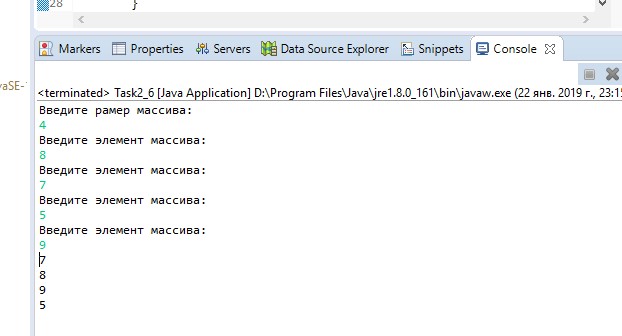 28 }
Markers Properties Servers Data Source Explorer Snippets Console
vaSE-
<terminated> Task2_6 [Java Application] D:\Program Files\Java\jre1.8.0_161\bin\javaw.exe (22 янв. 2019 г., 23:15
Введите рамер массива:
4
Введите элемент массива:
8
Введите элемент массива:
7
Введите элемент массива:
5
Введите элемент массива:
9
7
8
9
5